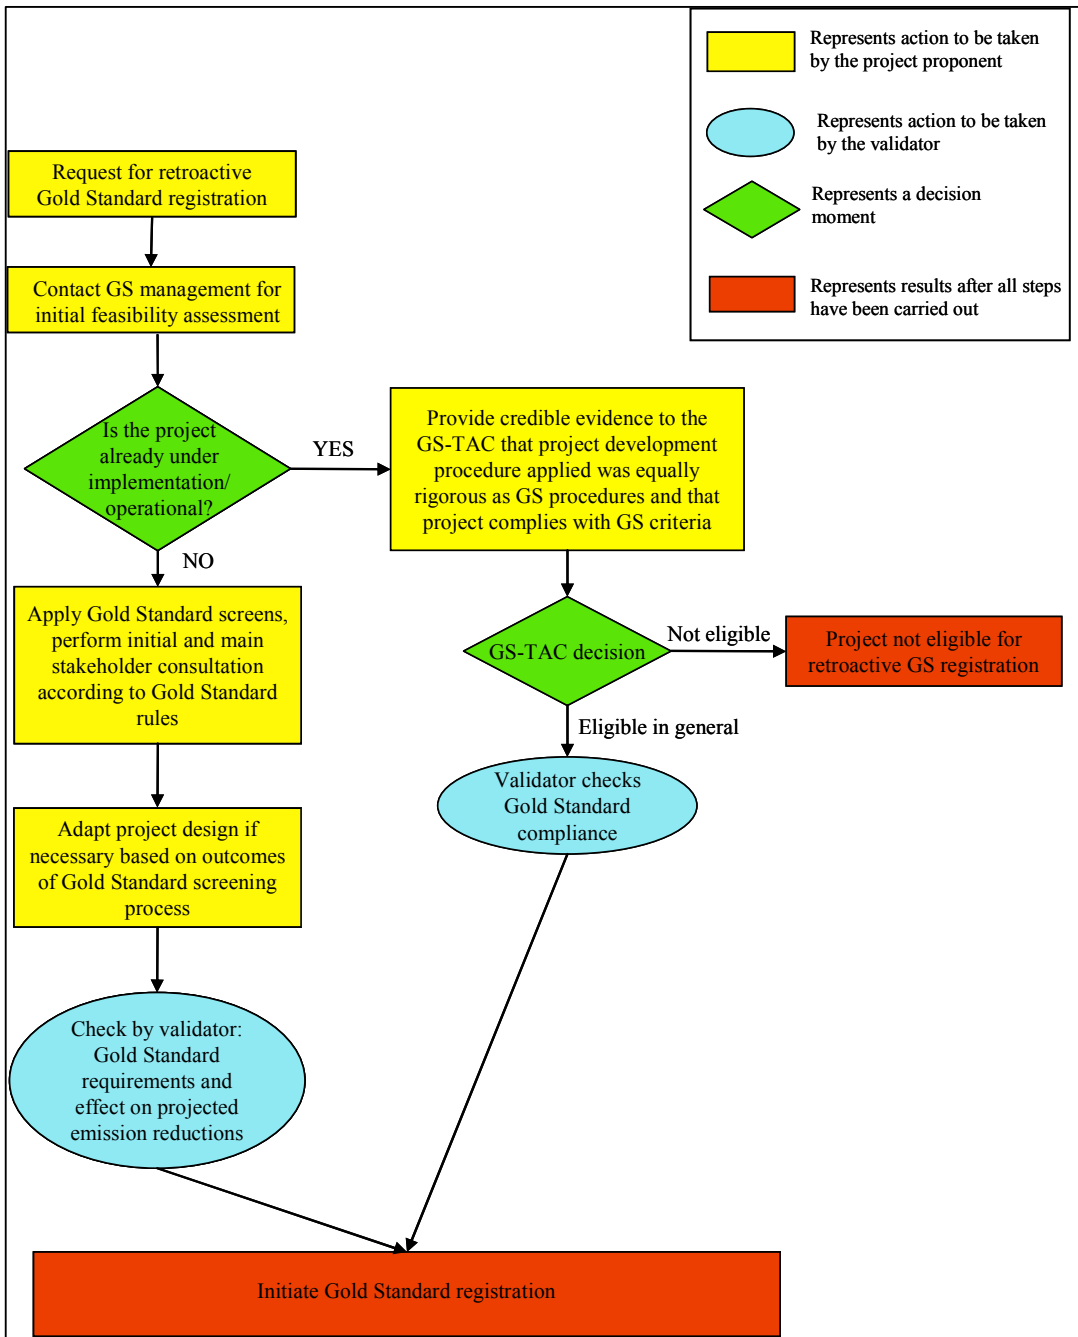 Represents action to be taken
by the project proponent
Represents action to be taken
by the validator
Represents a decision
moment
Represents results after all steps
have been carried out
Request for retroactive
Gold Standard registration
Contact GS management for
initial feasibility assessment
Is the project
already under
implementation/
operational?
YES
NO
Provide credible evidence to the
GS-TAC that project development
procedure applied was equally
rigorous as GS procedures and that
project complies with GS criteria
Apply Gold Standard screens,
perform initial and main
stakeholder consultation
according to Gold Standard
rules
GS-TAC decision
Not eligible
Project not eligible for
retroactive GS registration
Eligible in general
Validator checks
Gold Standard
compliance
Adapt project design if
necessary based on outcomes
of Gold Standard screening
process
Check by validator:
Gold Standard
requirements and
effect on projected
emission reductions
Initiate Gold Standard registration